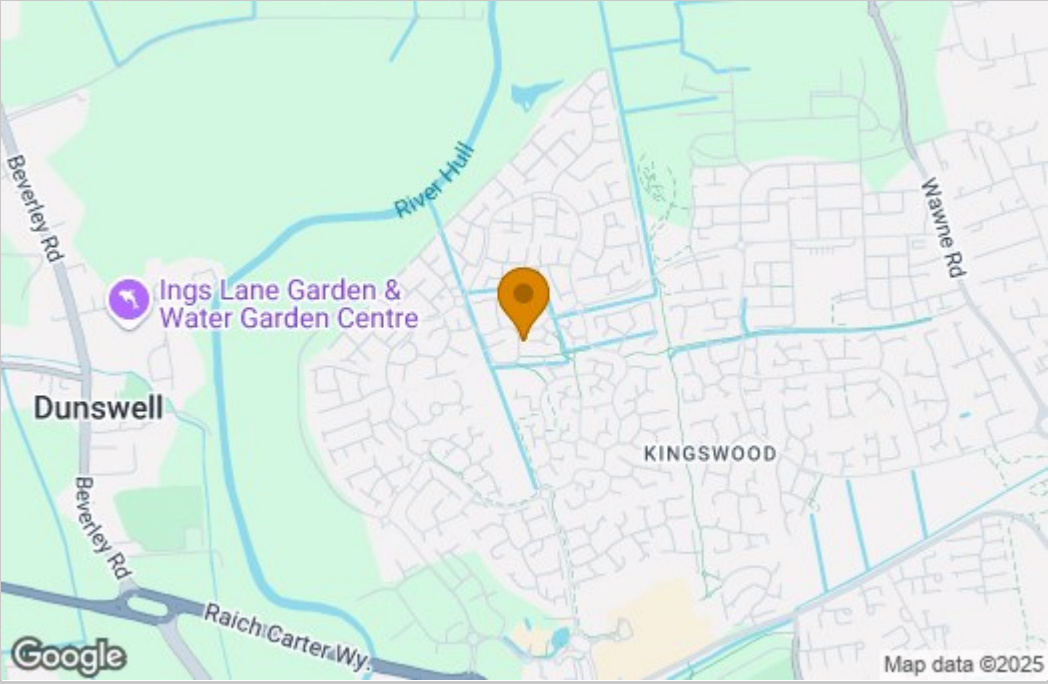 River Hull
Beverley Rd
Wawne Rd
Ings Lane Garden &
Water Garden Centre
Dunswell
KINGSWOOD
Beverley Rd
Raich Carter Wy.
Google
Map data ©2025